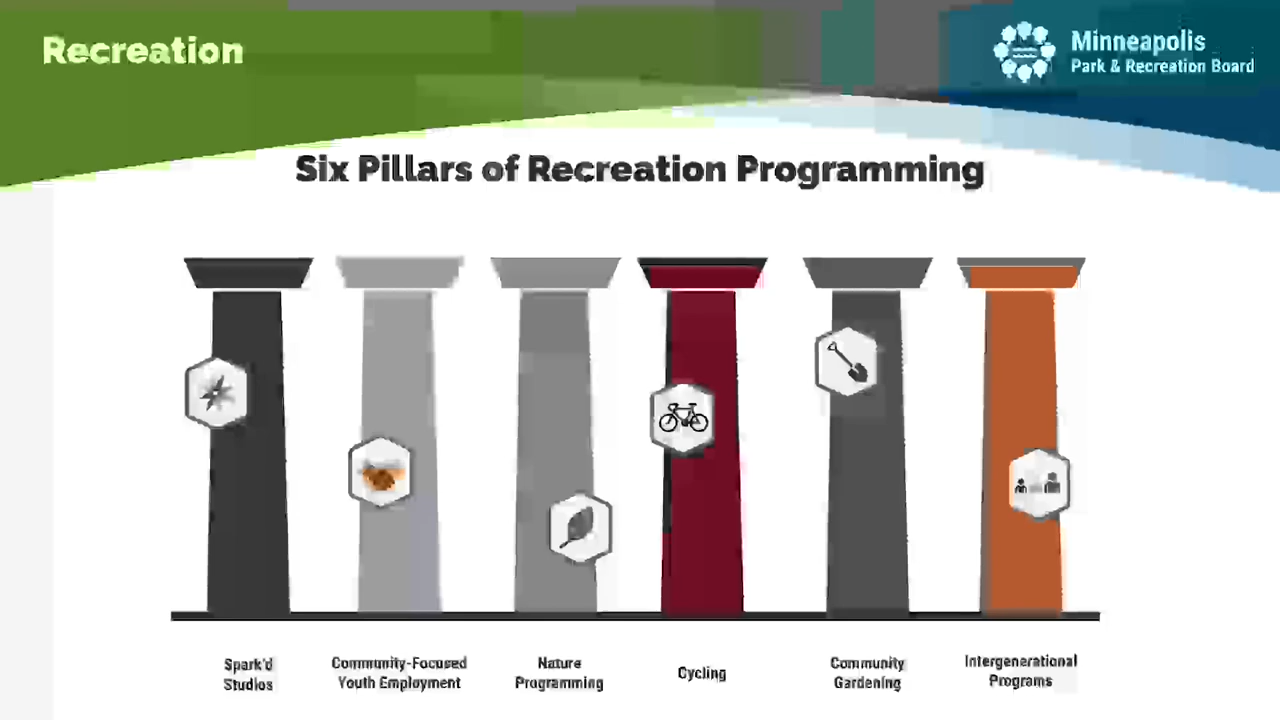 Recreation
Minneapolis
Park & Recreation Board
Six Pillars of Recreation Programming
Spark'd
Studios
Community-Focused
Youth Employment
Nature
Programming
Cycling
Community
Gardening
Intergenerational
Programs